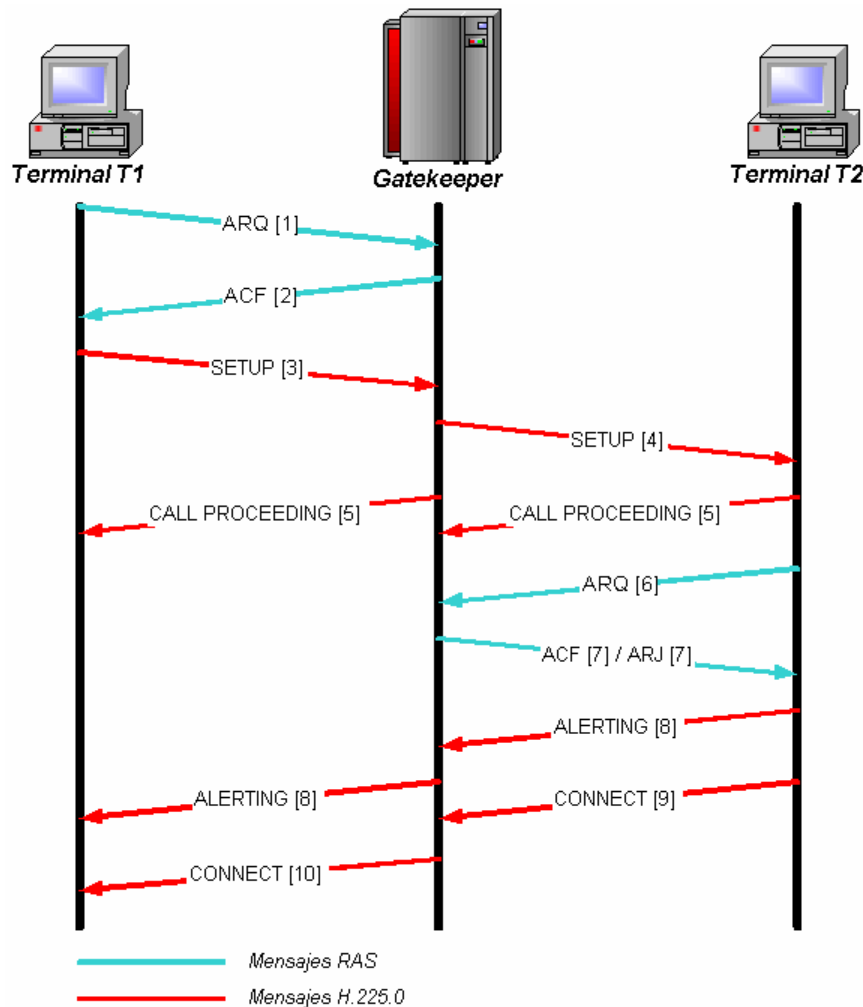 Terminal T1
Gatekeeper
Terminal T2
ARQ [1]
ACF [2]
SETUP [3]
SETUP [4]
CALL PROCEEDING [5]
CALL PROCEEDING [5]
ARQ [6]
ACF [7] / ARJ [7]
ALERTING [8]
ALERTING [8]
CONNECT [9]
CONNECT [10]
Mensajes RAS
Mensajes H.225.0